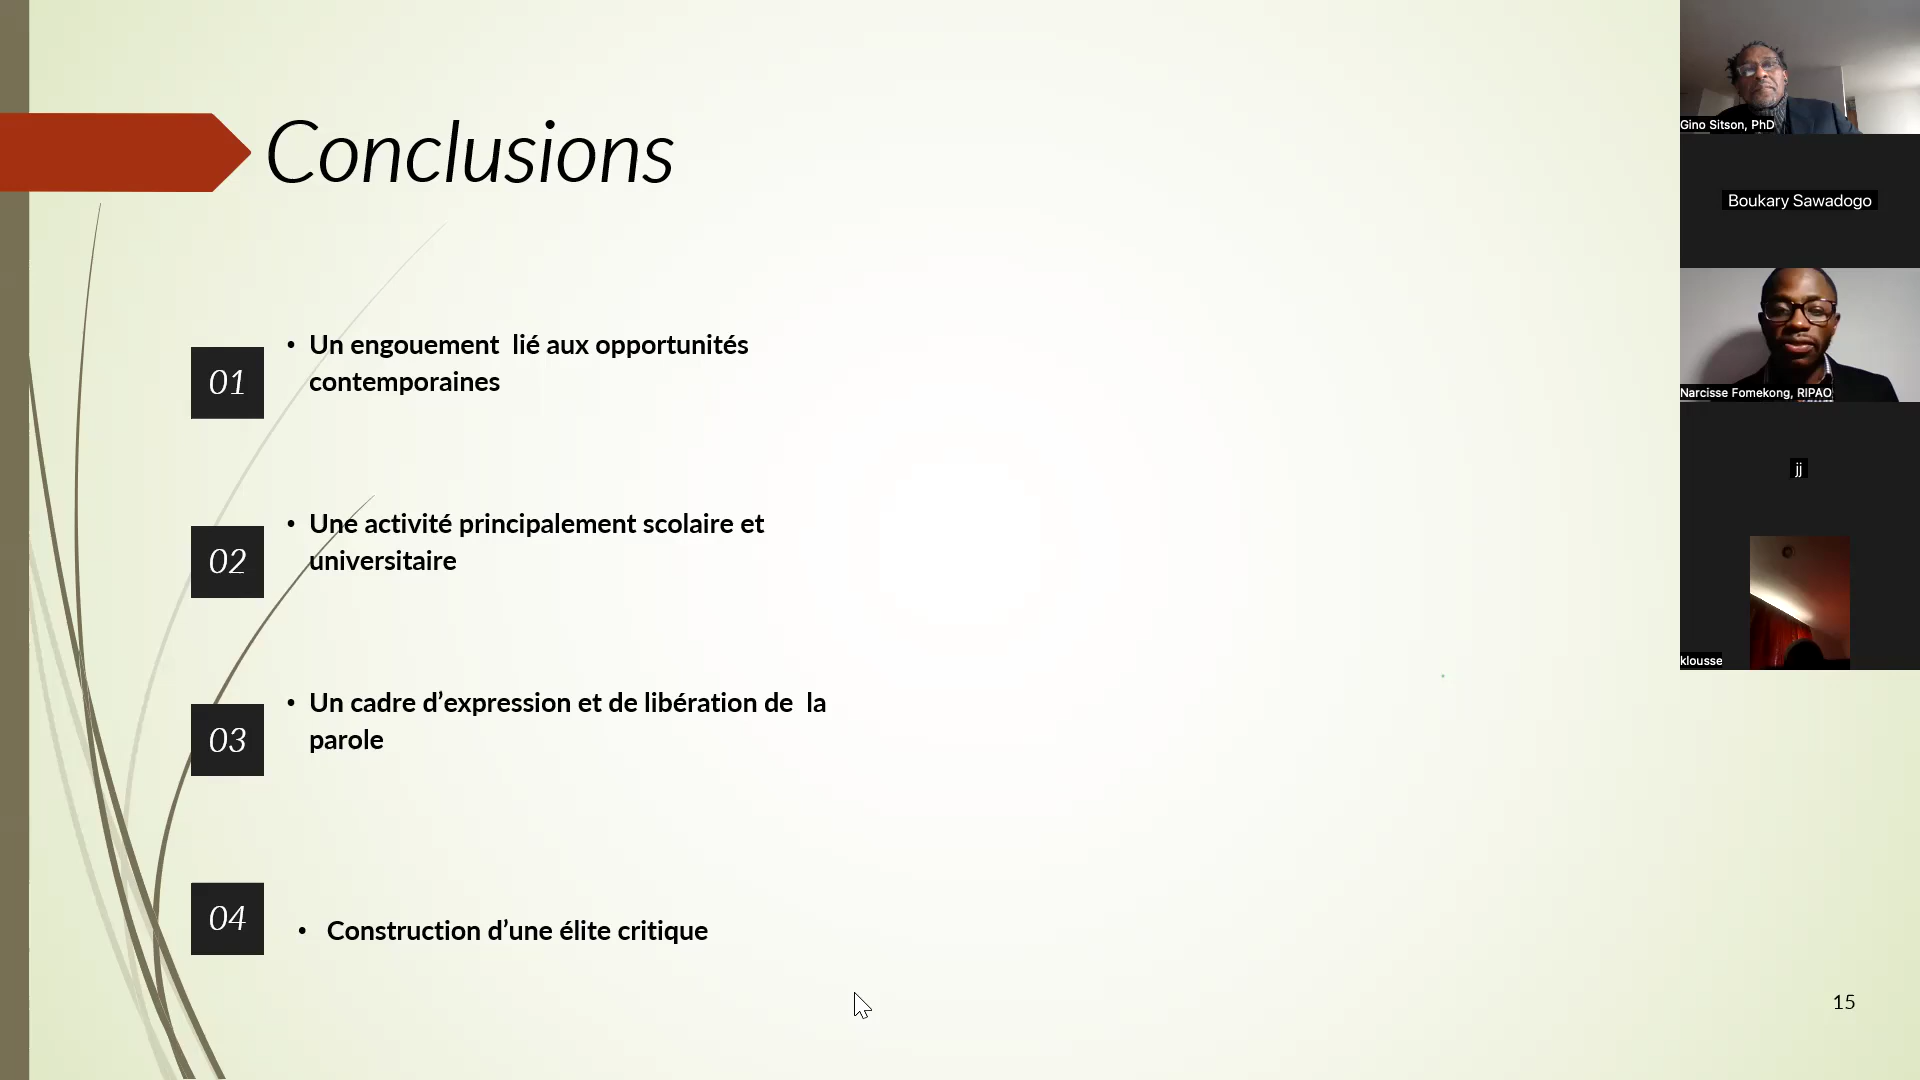 Conclusions
01
• Un engouement  lié aux opportunités
contemporaines
02
• Une activité principalement scolaire et
universitaire
03
• Un cadre d’expression et de libération de  la
parole
04
• Construction d’une élite critique
15
Gino Sitson, PhD
Boukary Sawadogo
Narcisse Fomekong, RIPAO
jj
klousse